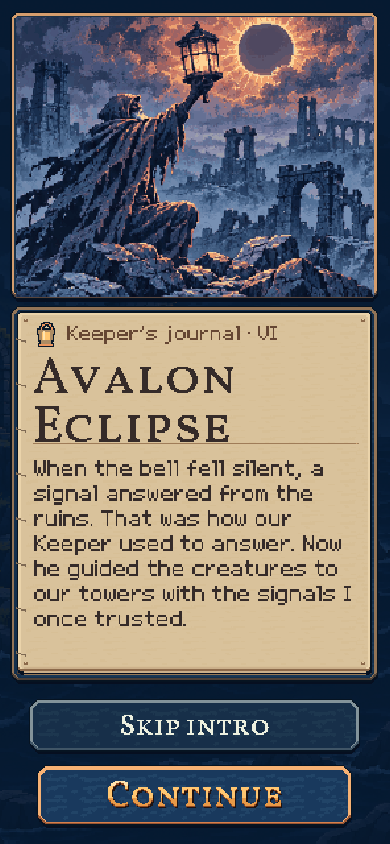 Keeper's journal · VI
AVALON
ECLIPSE
When the bell fell silent, a
signal answered from the
ruins. That was how our
Keeper used to answer. Now
he guided the creatures to
our towers with the signals I
once trusted.
SKIP INTRO
CONTINUE